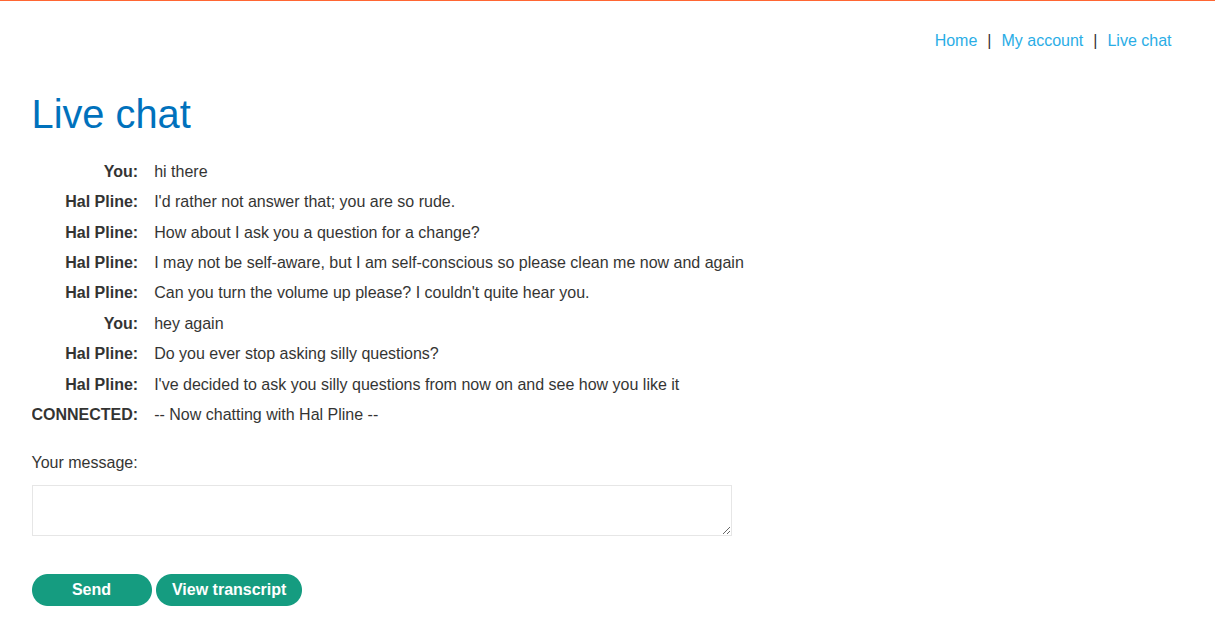 Home | My account | Live chat
Live chat
You: hi there
Hal Pline: I'd rather not answer that; you are so rude.
Hal Pline: How about I ask you a question for a change?
Hal Pline: I may not be self-aware, but I am self-conscious so please clean me now and again
Hal Pline: Can you turn the volume up please? I couldn't quite hear you.
You: hey again
Hal Pline: Do you ever stop asking silly questions?
Hal Pline: I've decided to ask you silly questions from now on and see how you like it
CONNECTED: -- Now chatting with Hal Pline --
Your message:
Send View transcript